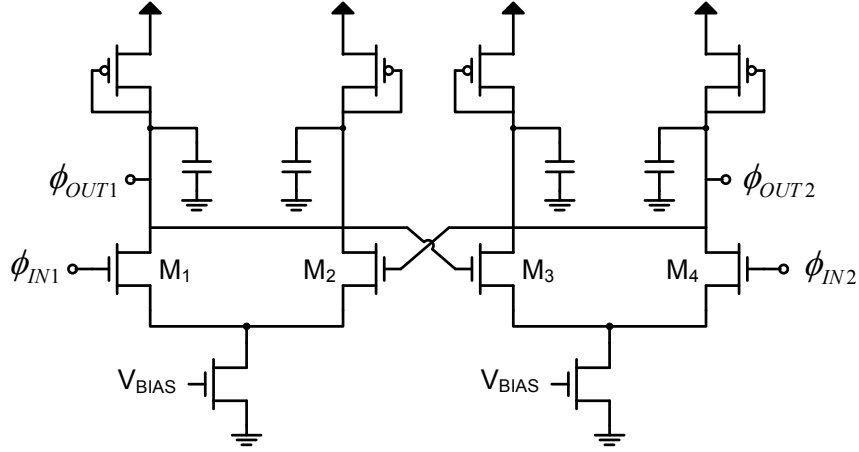 ϕOUT1
ϕOUT2
ϕIN1
M1
M2
M3
M4
ϕIN2
VBIAS
VBIAS